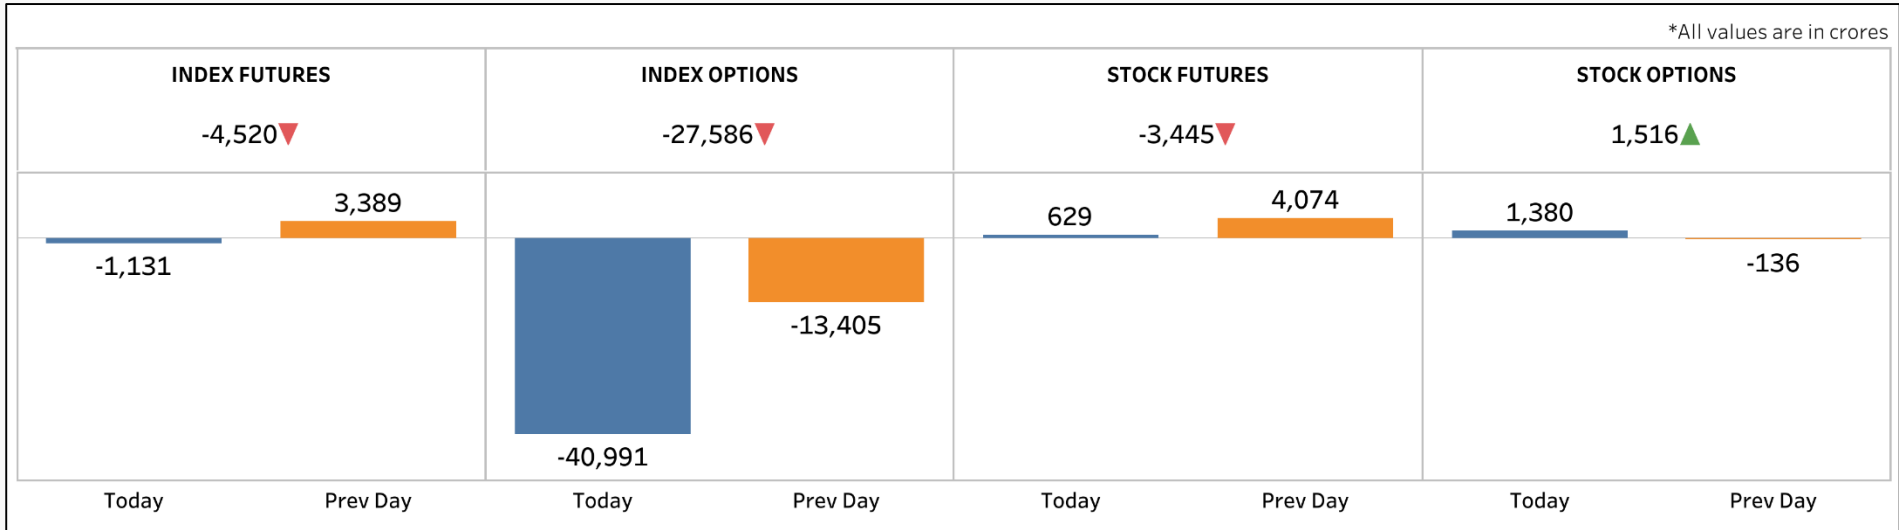 *All values are in crores
INDEX FUTURES
-4,520▼
INDEX OPTIONS
-27,586▼
STOCK FUTURES
-3,445▼
STOCK OPTIONS
1,516▲
-1,131
3,389
-40,991
-13,405
629
4,074
1,380
-136
Today
Prev Day
Today
Prev Day
Today
Prev Day
Today
Prev Day